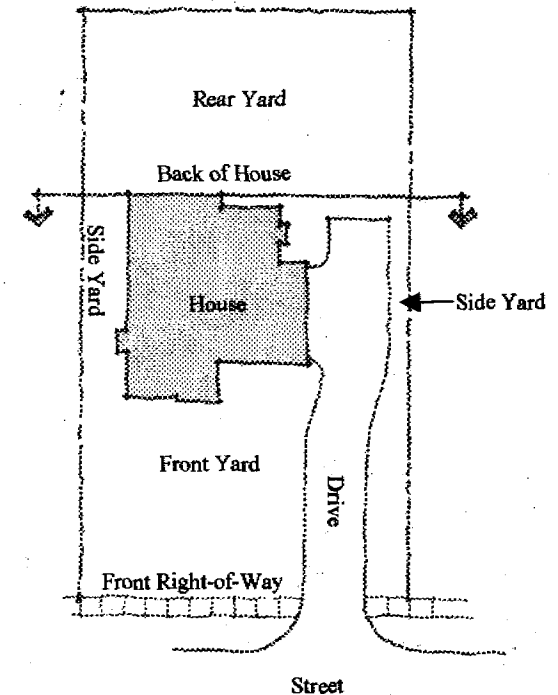 Rear Yard
Back of House
Side Yard
House
Side Yard
Front Yard
Drive
Front Right-of-Way
Street